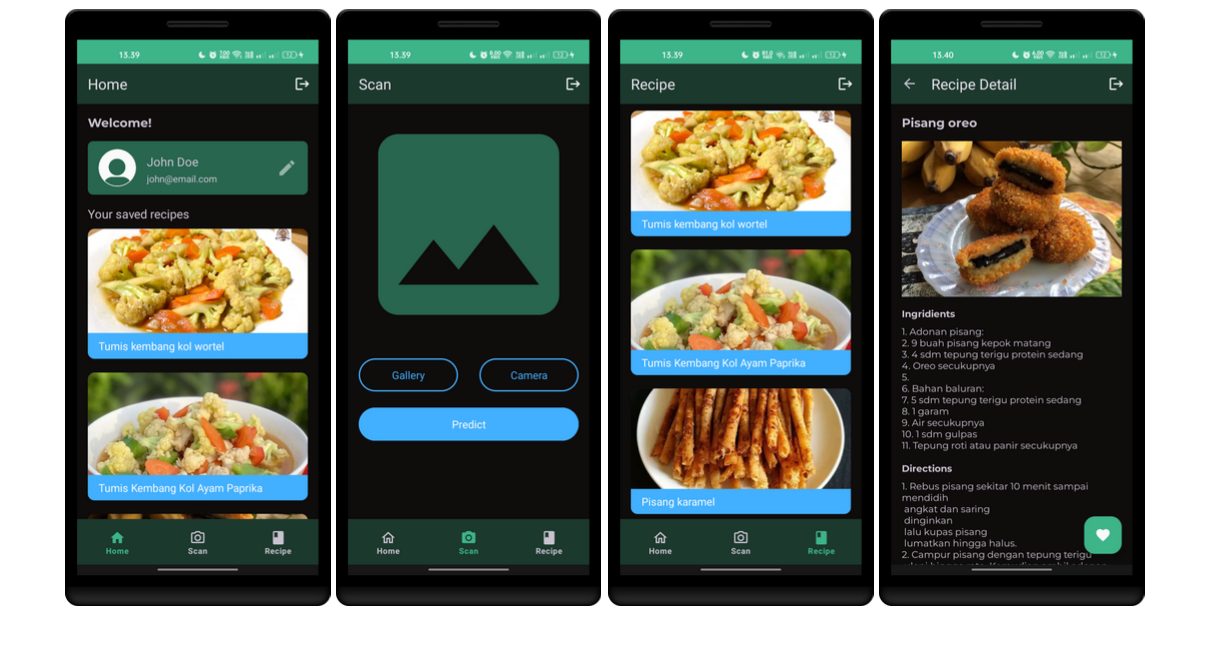 13.39
Home
Welcome!
John Doe
john@email.com
Your saved recipes
Tumis kembang kol wortel
Tumis Kembang Kol Ayam Paprika
Home
Scan
Recipe
13.39
Scan
Gallery
Camera
Predict
Home
Scan
Recipe
13.39
Recipe
Tumis kembang kol wortel
Tumis Kembang Kol Ayam Paprika
Pisang karamel
Home
Scan
Recipe
13.40
Recipe Detail
Pisang oreo
Ingridients
1. Adonan pisang:
2. 9 buah pisang kepok matang
3. 4 sdm tepung terigu protein sedang
4. Oreo secukupnya
5.
6. Bahan baluran:
7. 5 sdm tepung terigu protein sedang
8. 1 garam
9. Air secukupnya
10. 1 sdm gulpas
11. Tepung roti atau panir secukupnya
Directions
1. Rebus pisang sekitar 10 menit sampai
mendidih
angkat dan saring
dinginkan
lalu kupas pisang
lumatkan hingga halus.
2. Campur pisang dengan tepung terigu